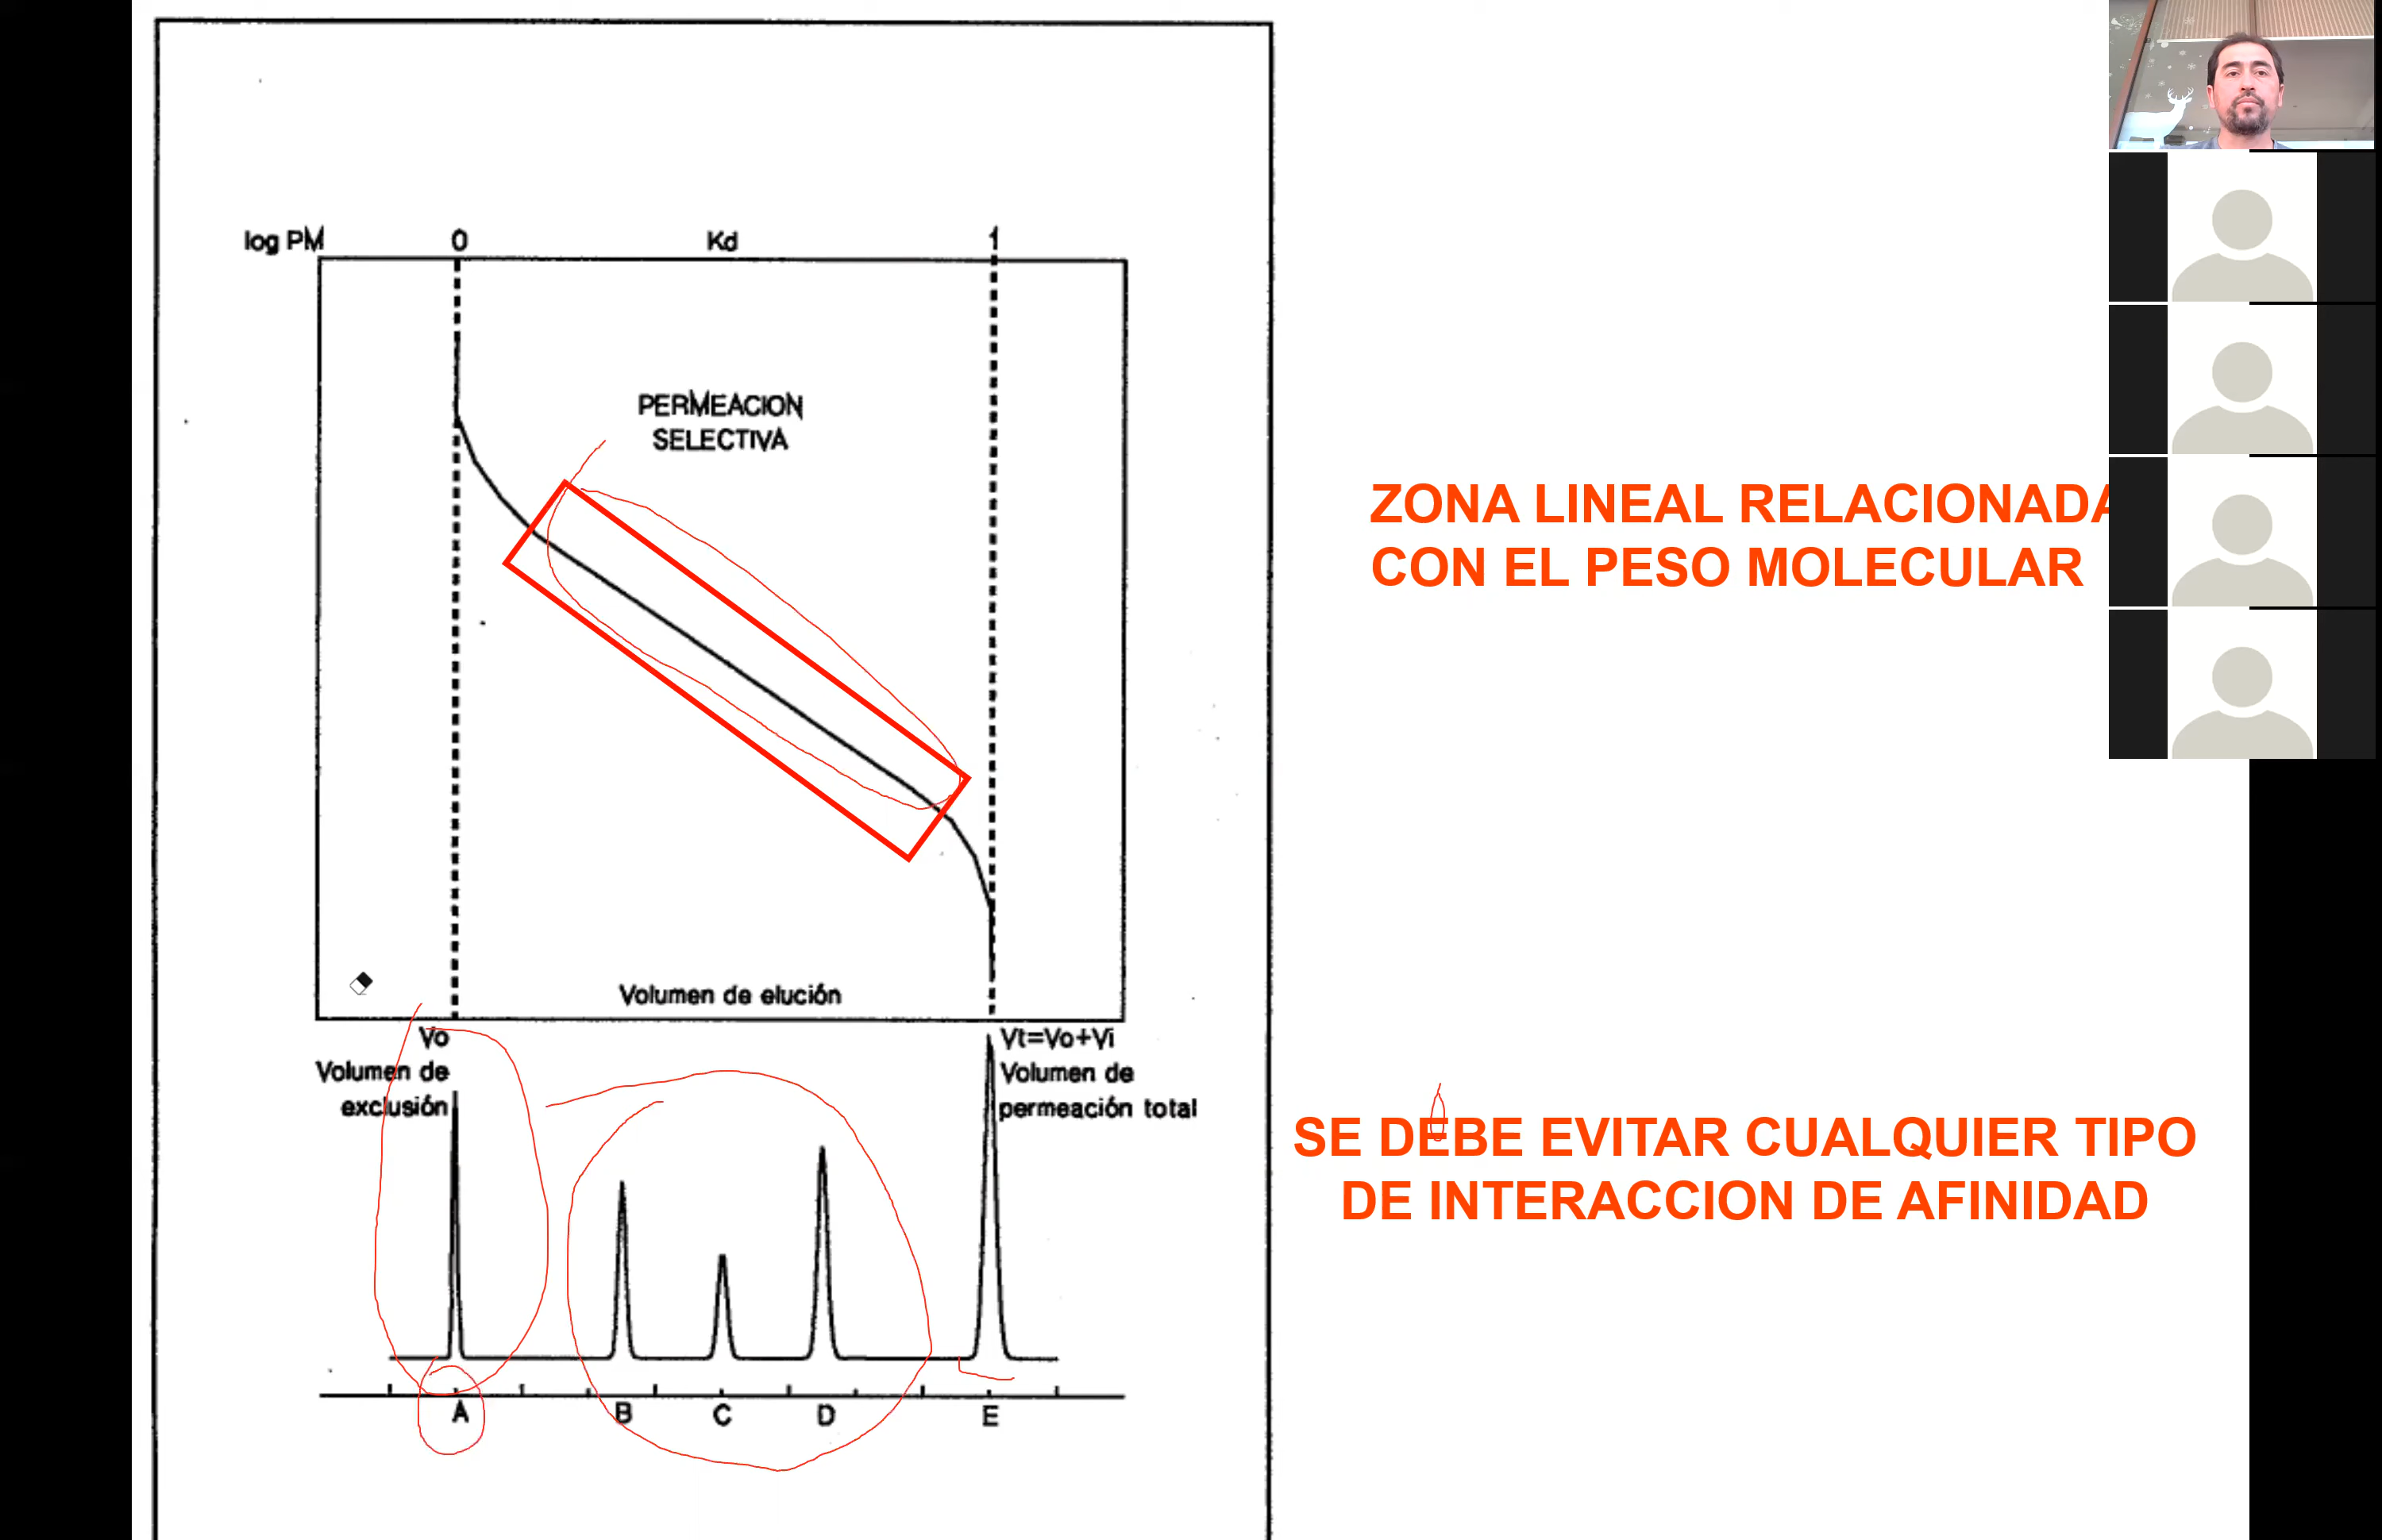 log PM 0 Kd 1
PERMEACION
SELECTIVA
Volumen de elución
Vo
Volumen de
exclusión
Vt=Vo+Vi
Volumen de
permeación total
A B C D E
ZONA LINEAL RELACIONADA
CON EL PESO MOLECULAR
SE DEBE EVITAR CUALQUIER TIPO
DE INTERACCION DE AFINIDAD